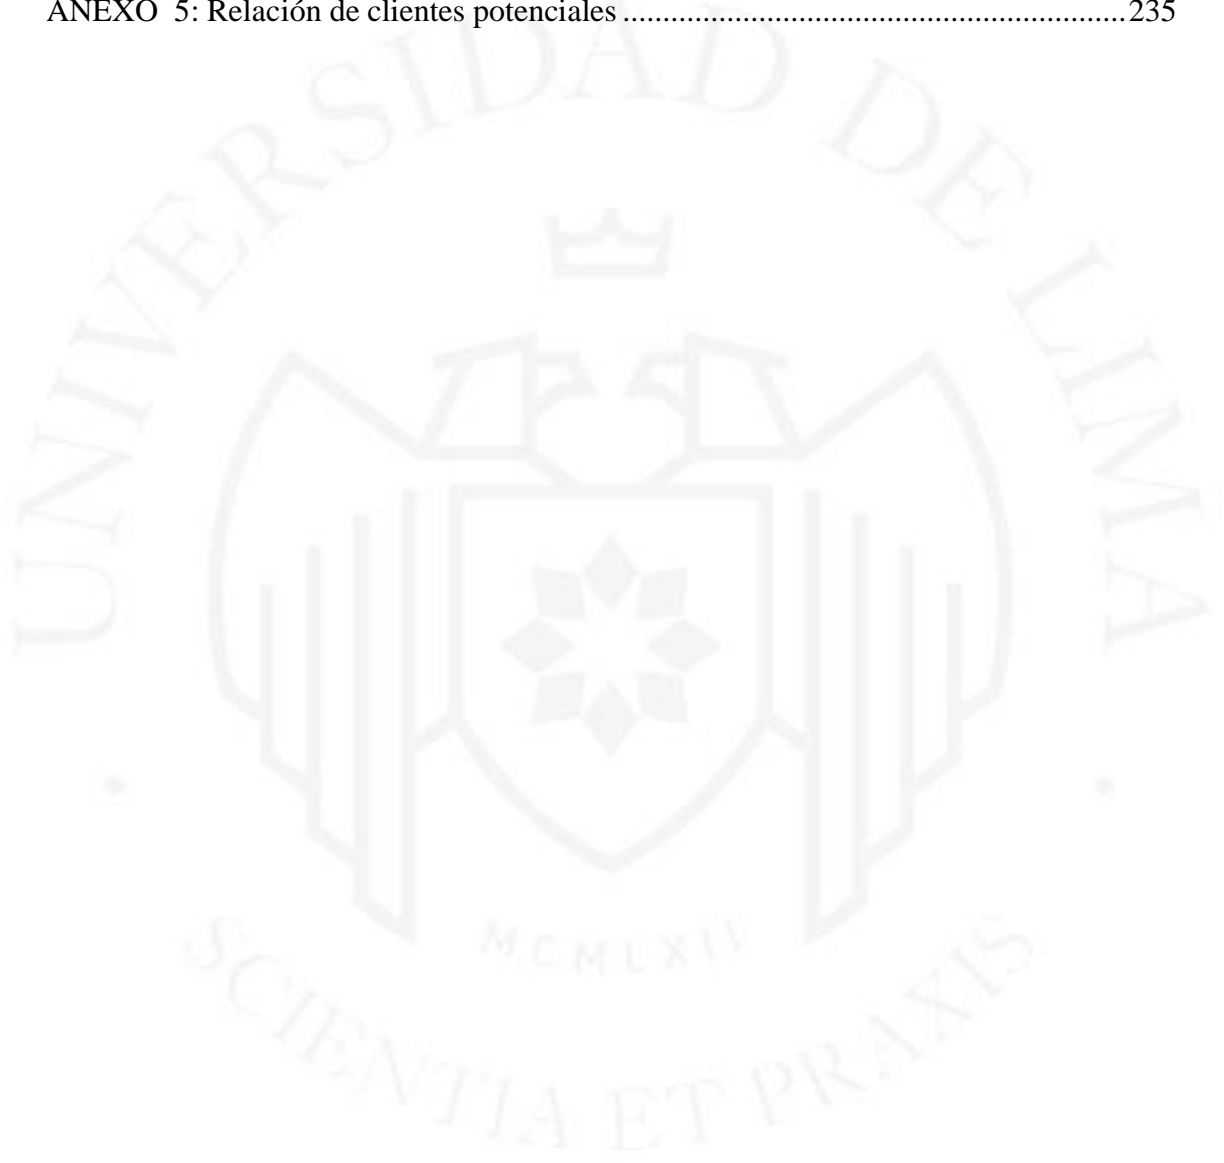 ANEXO  5: Relación de clientes potenciales ................................................................235
UNIVERSIDAD DE LIMA
MCMLXII
SCIENTIA ET PRAXIS